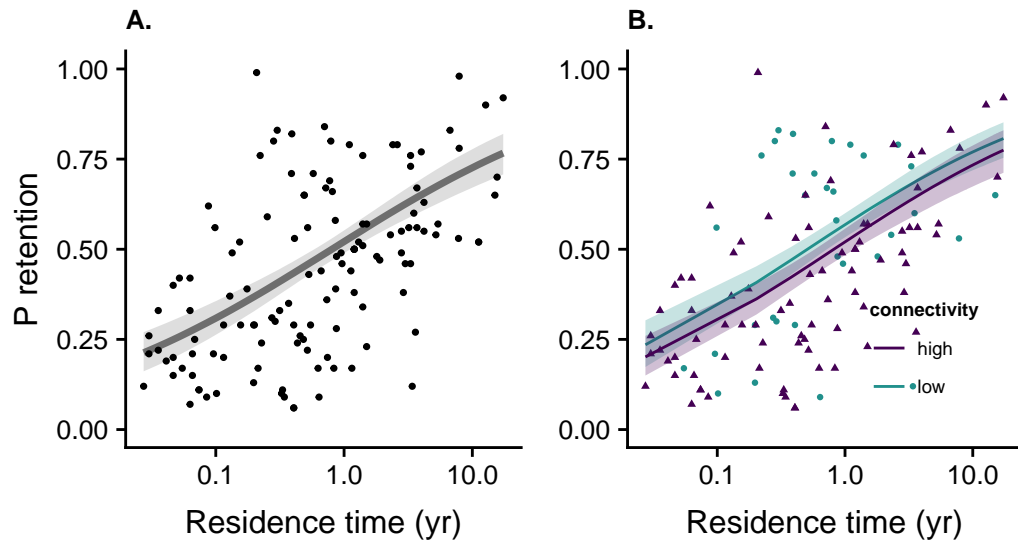 A.
B.
P retention
1.00
0.75
0.50
0.25
0.00
0.1
1.0
10.0
Residence time (yr)
1.00
0.75
0.50
0.25
0.00
connectivity
high
low
0.1
1.0
10.0
Residence time (yr)